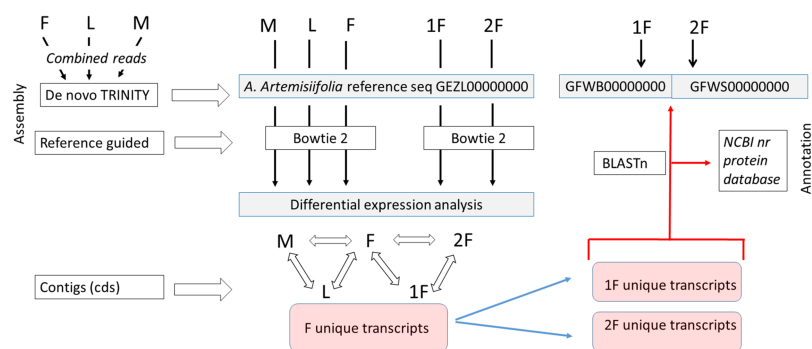 F L M
Combined reads
De novo TRINITY
Assembly
Reference guided
Contigs (cds)
M L F 1F 2F
A. Artemisiifolia reference seq GEZL00000000
Bowtie 2 Bowtie 2
Differential expression analysis
M F 2F
L 1F
F unique transcripts
1F 2F
GFWB00000000 GFWS00000000
BLASTn
NCBI nr
protein
database
Annotation
1F unique transcripts
2F unique transcripts